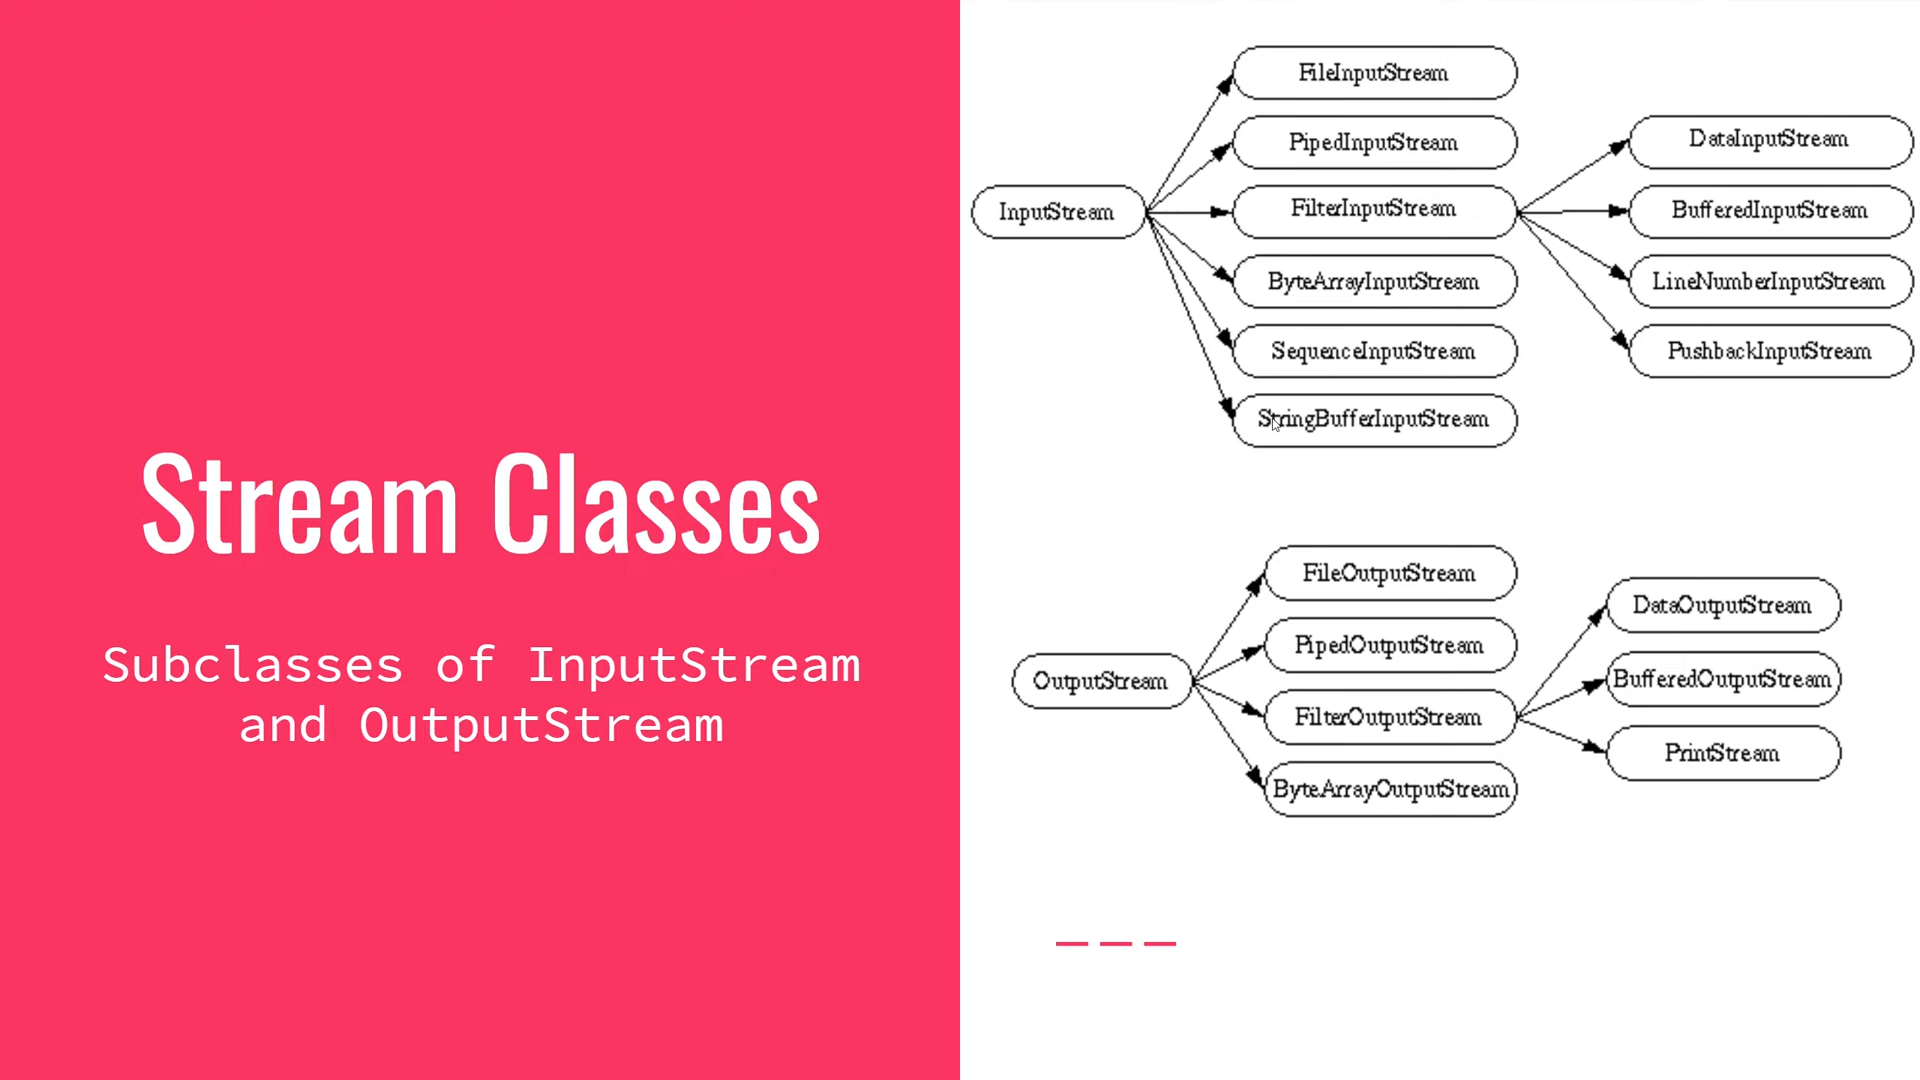 Stream Classes
Subclasses of InputStream
and OutputStream
InputStream
FileInputStream
PipedInputStream
FilterInputStream
ByteArrayInputStream
SequenceInputStream
StringBufferInputStream
DataInputStream
BufferedInputStream
LineNumberInputStream
PushbackInputStream
OutputStream
FileOutputStream
PipedOutputStream
FilterOutputStream
ByteArrayOutputStream
DataOutputStream
BufferedOutputStream
PrintStream